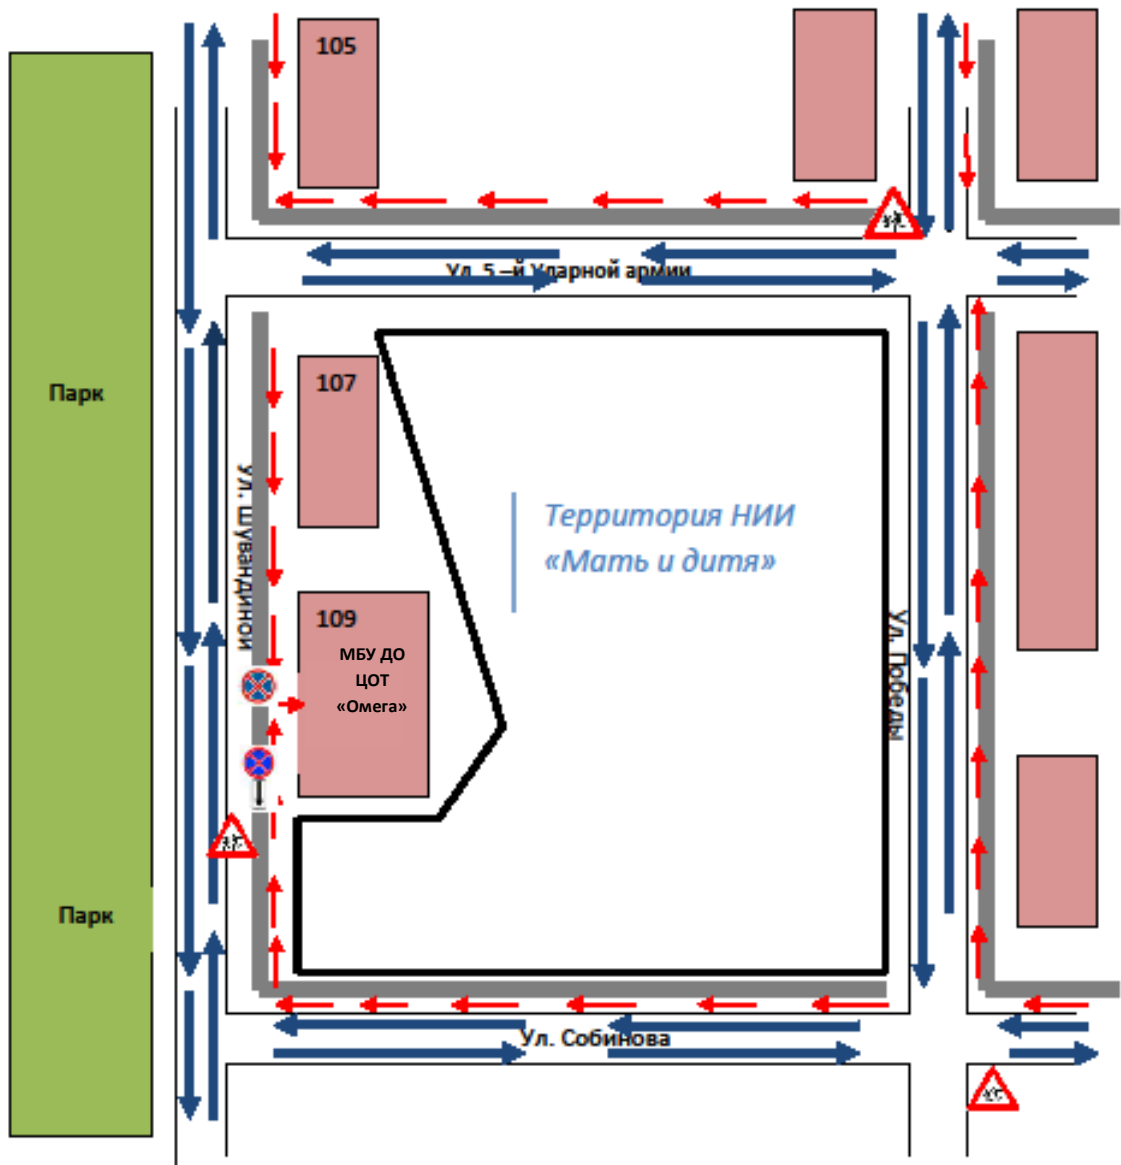 105
Ул. 5 –й Ударной армии
107
Парк
Территория НИИ
«Мать и дитя»
Ул. Шувандиной
109
МБУ ДО
ЦОТ
«Омега»
Ул. Победы
Парк
Ул. Собинова